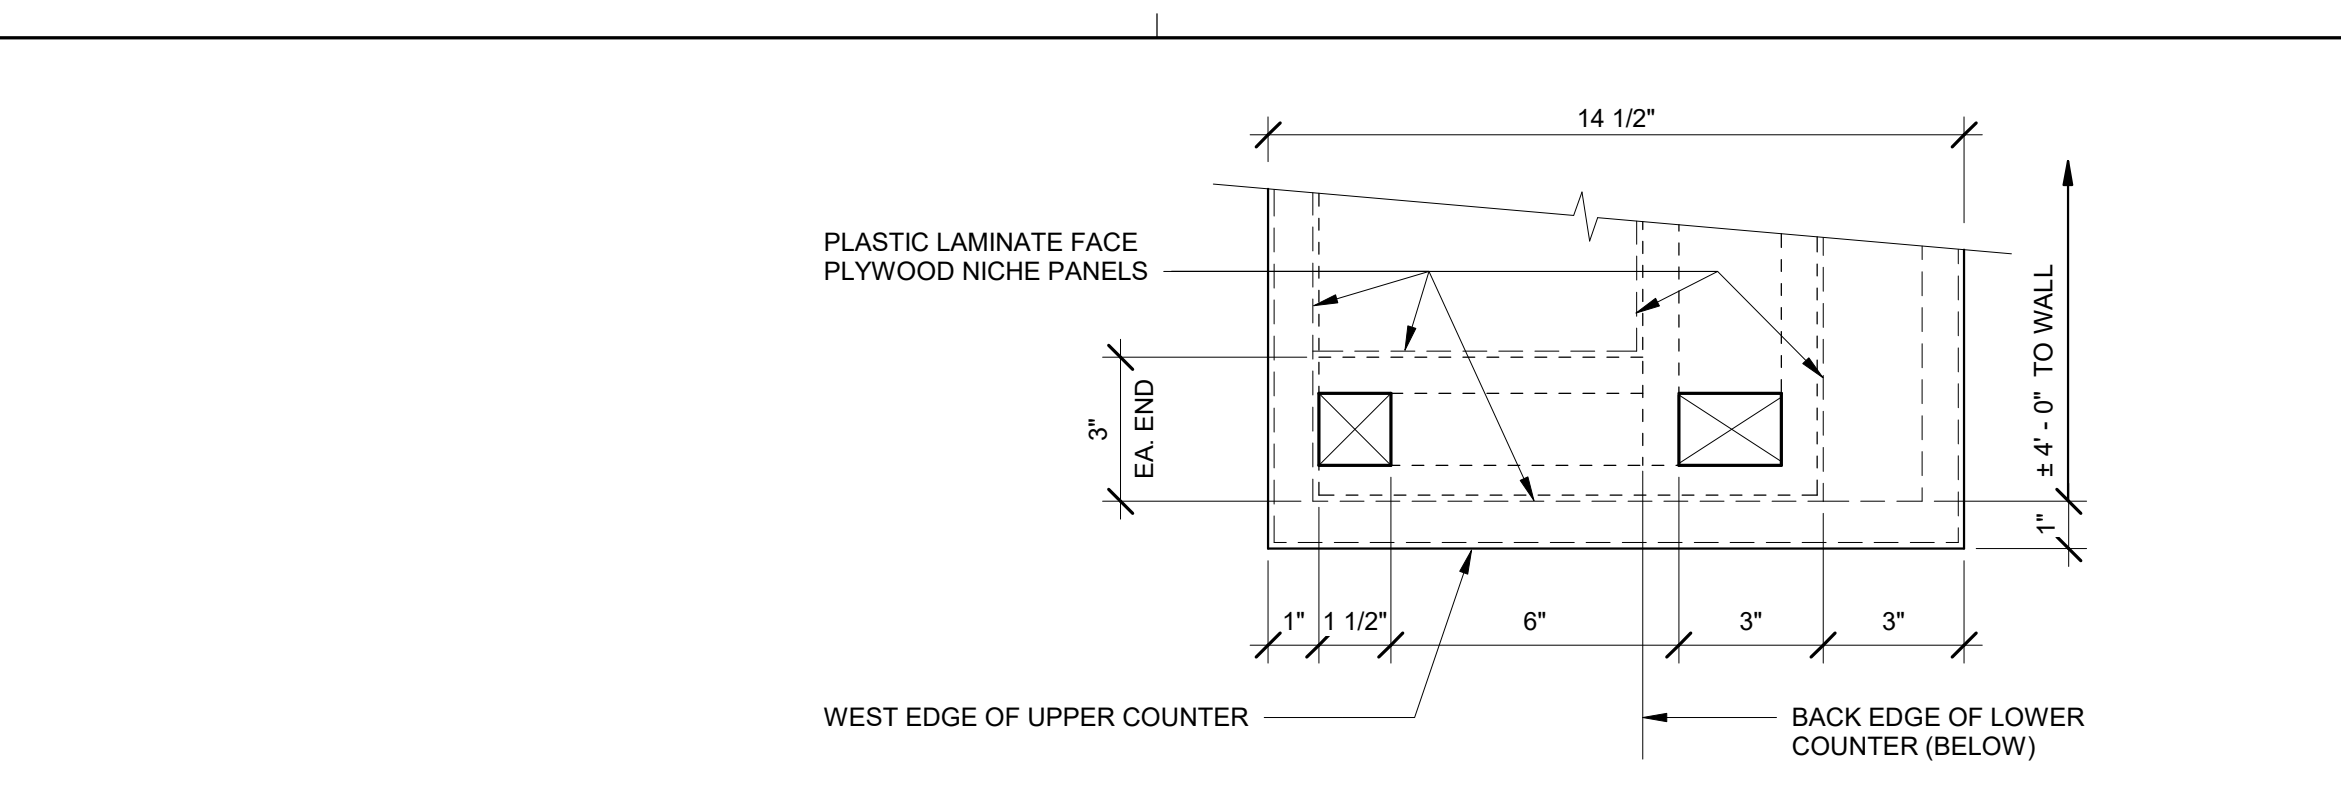 14 1/2"
PLASTIC LAMINATE FACE
PLYWOOD NICHE PANELS
± 4' - 0" TO WALL
3"
EA. END
1"
1"
1 1/2"
6"
3"
3"
WEST EDGE OF UPPER COUNTER
BACK EDGE OF LOWER
COUNTER (BELOW)